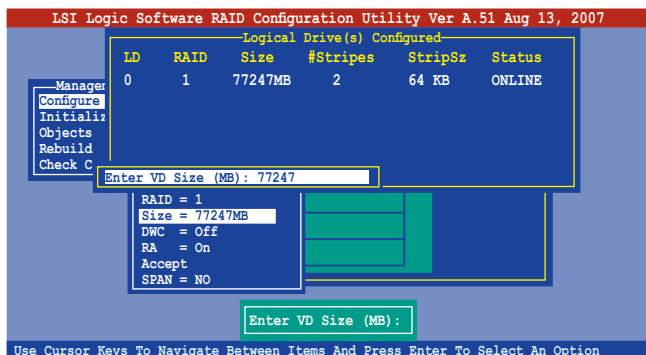 LSI Logic Software RAID Configuration Utility Ver A.51 Aug 13, 2007
Logical Drive(s) Configured
LD RAID Size #Stripes StripSz Status
0 1 77247MB 2 64 KB ONLINE
Manager
Configure
Initializ
Objects
Rebuild
Check C
Enter VD Size (MB): 77247
RAID = 1
Size = 77247MB
DWC = Off
RA = On
Accept
SPAN = NO
Enter VD Size (MB):
Use Cursor Keys To Navigate Between Items And Press Enter To Select An Option